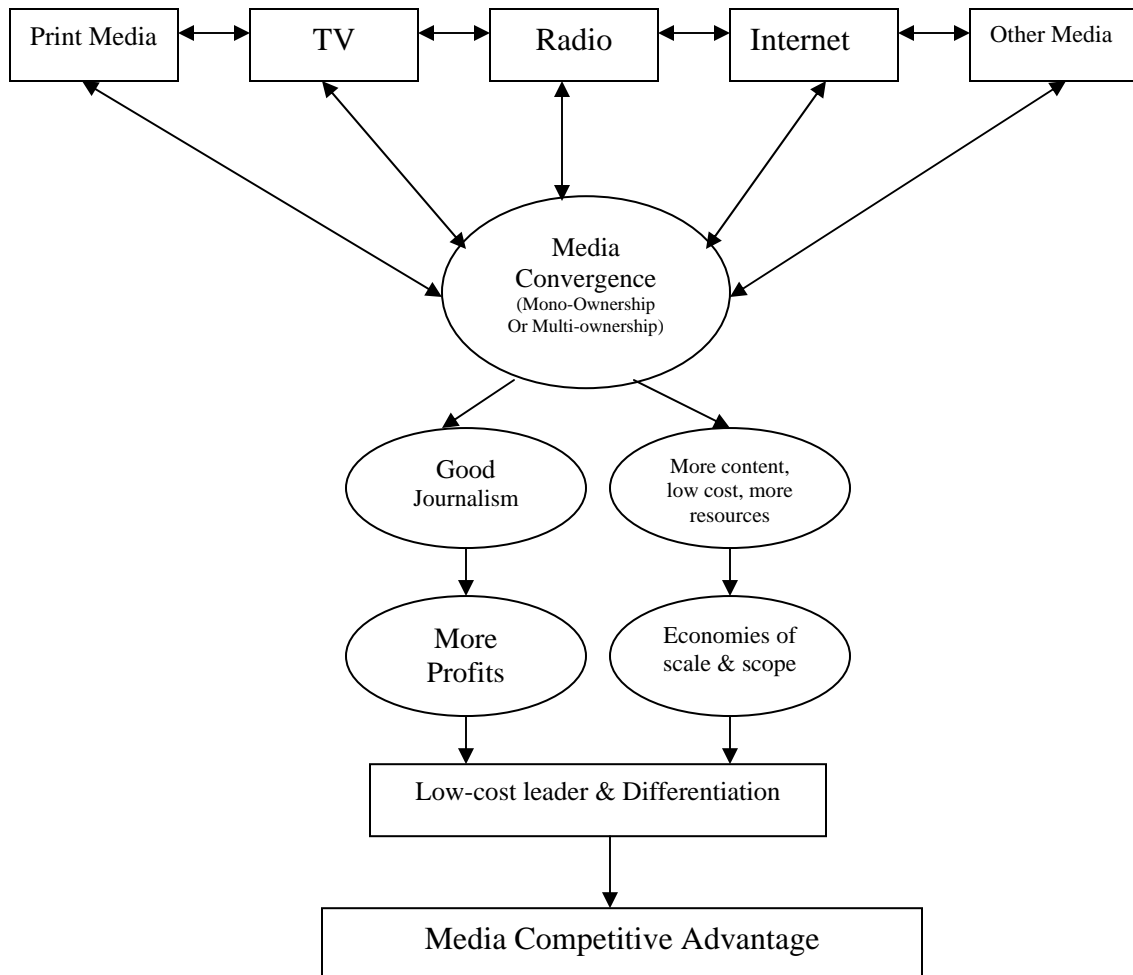 Print Media
TV
Radio
Internet
Other Media
Media
Convergence
(Mono-Ownership
Or Multi-ownership)
Good
Journalism
More content,
low cost, more
resources
More
Profits
Economies of
scale & scope
Low-cost leader & Differentiation
Media Competitive Advantage